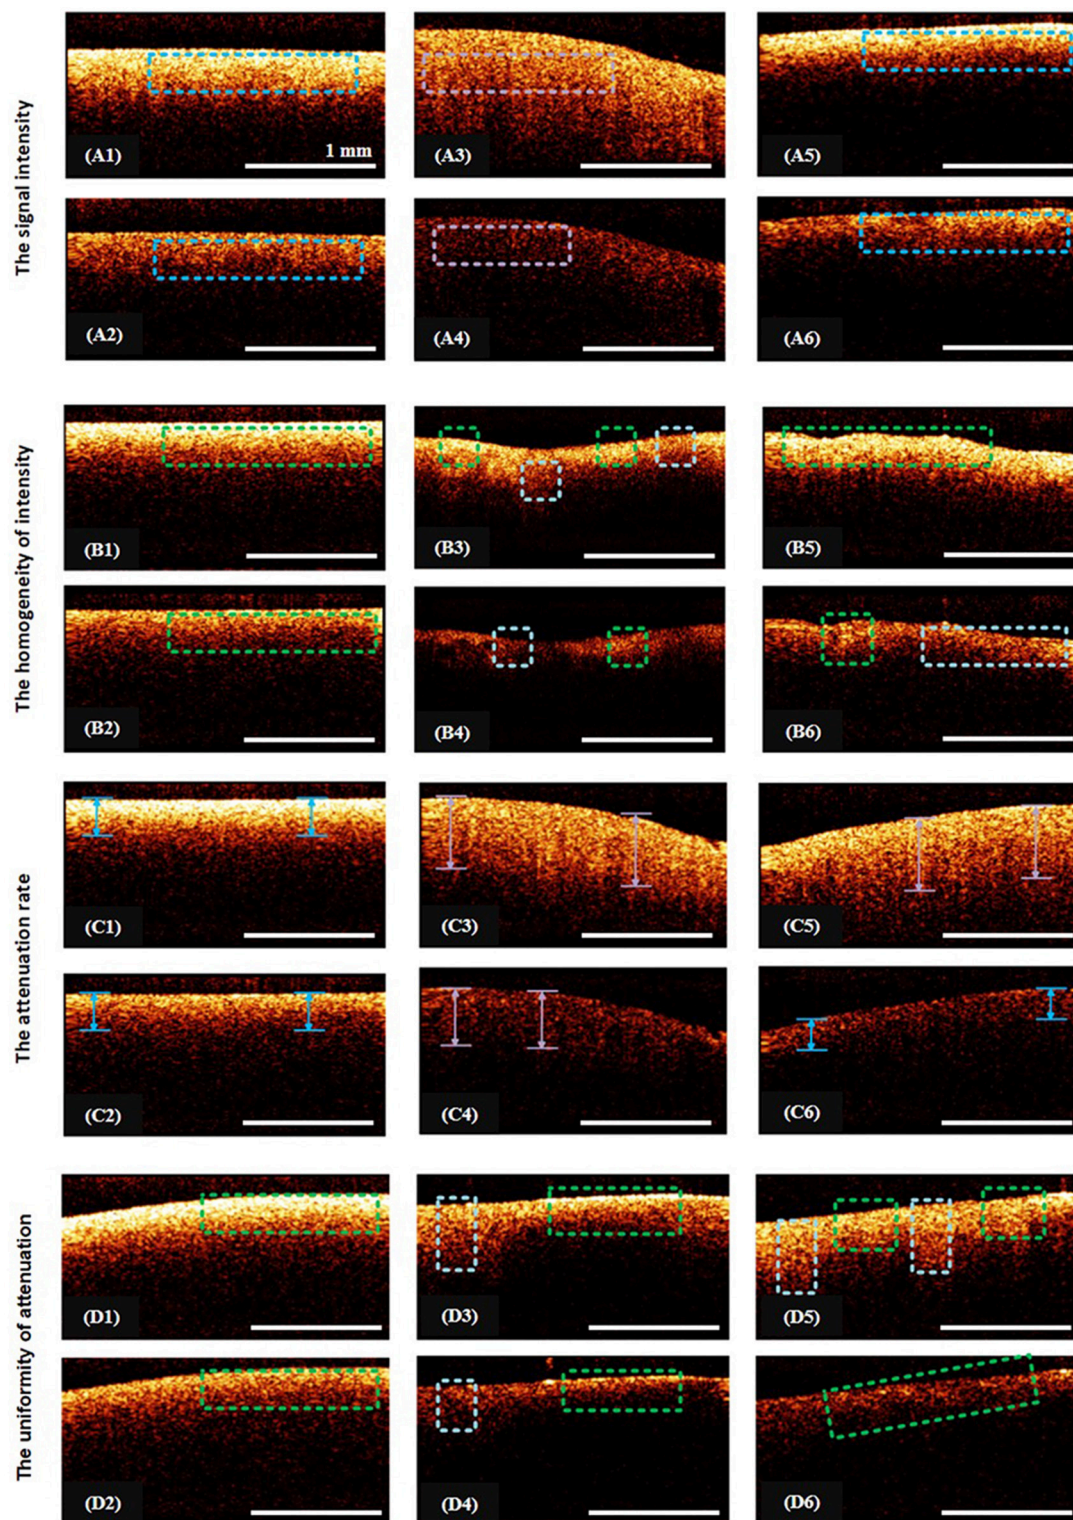 The signal intensity
(A1)
1 mm
(A3)
(A5)
(A2)
(A4)
(A6)
The homogeneity of intensity
(B1)
(B3)
(B5)
(B2)
(B4)
(B6)
The attenuation rate
(C1)
(C3)
(C5)
(C2)
(C4)
(C6)
The uniformity of attenuation
(D1)
(D3)
(D5)
(D2)
(D4)
(D6)